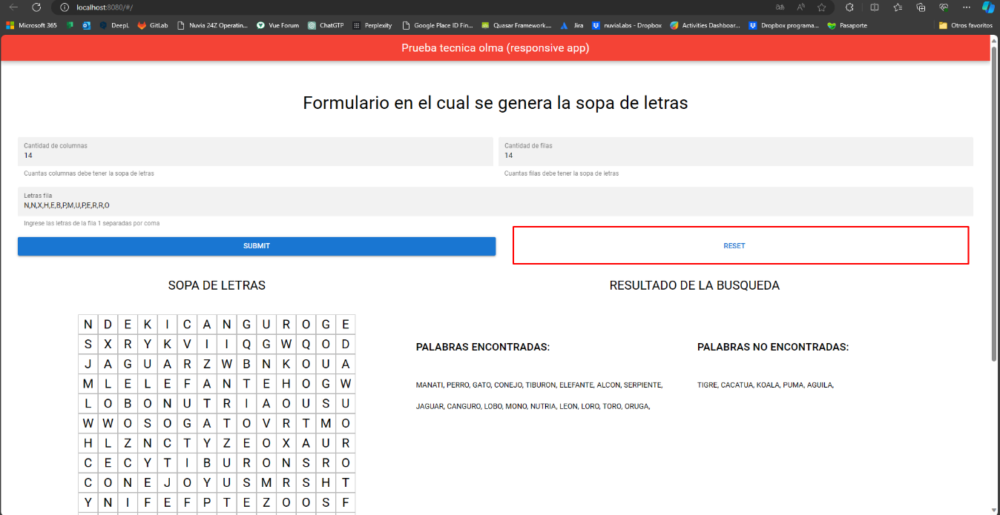 localhost:8080/#/
Microsoft 365 DeepL GitLab Nuvia 24Z Operatin... Vue Forum ChatGTP Perplexity Google Place ID Fin... Quasar Framework.... Jira nuviaLabs - Dropbox Activities Dashboar... Dropbox programa... Pasaporte Otros favoritos
Prueba tecnica olma (responsive app)
Formulario en el cual se genera la sopa de letras
Cantidad de columnas Cantidad de filas
14 14
Cuantas columnas debe tener la sopa de letras Cuantas filas debe tener la sopa de letras
Letras fila
N,N,X,H,E,B,P,M,U,P,E,R,R,O
Ingrese las letras de la fila 1 separadas por coma
SUBMIT RESET
SOPA DE LETRAS RESULTADO DE LA BUSQUEDA
N D E K I C A N G U R O G E
S X R Y K V I I Q G W Q O D
J A G U A R Z W B N K O U A
M L E L E F A N T E H O G W
L O B O N U T R I A O U S U
W W O S O G A T O V R T M O
H L Z N C T Y Z E O X A U R
C E C Y T I B U R O N S R O
C O N E J O Y U S M R S H T
Y N I F E F P T E Z O O S F
PALABRAS ENCONTRADAS: PALABRAS NO ENCONTRADAS:
MANATI, PERRO, GATO, CONEJO, TIBURON, ELEFANTE, ALCON, SERPIENTE, TIGRE, CACATUA, KOALA, PUMA, AGUILA,
JAGUAR, CANGURO, LOBO, MONO, NUTRIA, LEON, LORO, TORO, ORUGA,